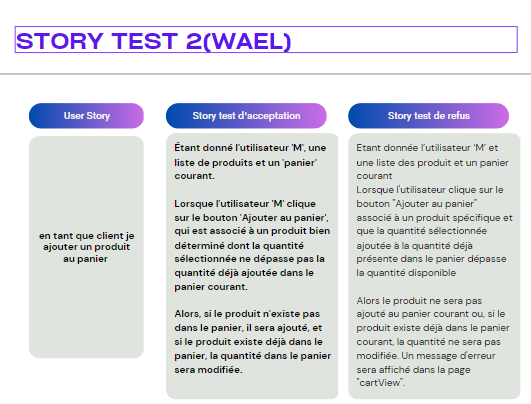 STORY TEST 2(WAEL)
User Story
en tant que client je
ajouter un produit
au panier
Story test d'acceptation
Étant donné l'utilisateur 'M', une
liste de produits et un 'panier'
courant.
Lorsque l'utilisateur 'M' clique
sur le bouton 'Ajouter au panier',
qui est associé à un produit bien
déterminé dont la quantité
sélectionnée ne dépasse pas la
quantité déjà ajoutée dans le
panier courant.
Alors, si le produit n'existe pas
dans le panier, il sera ajouté, et
si le produit existe déjà dans le
panier, la quantité dans le panier
sera modifiée.
Story test de refus
Etant donnée l'utilisateur 'M' et
une liste des produit et un panier
courant
Lorsque l'utilisateur clique sur le
bouton "Ajouter au panier"
associé à un produit spécifique et
que la quantité sélectionnée
ajoutée à la quantité déjà
présente dans le panier dépasse
la quantité disponible
Alors le produit ne sera pas
ajouté au panier courant ou, si le
produit existe déjà dans le panier
courant, la quantité ne sera pas
modifiée. Un message d'erreur
sera affiché dans la page
"cartView".